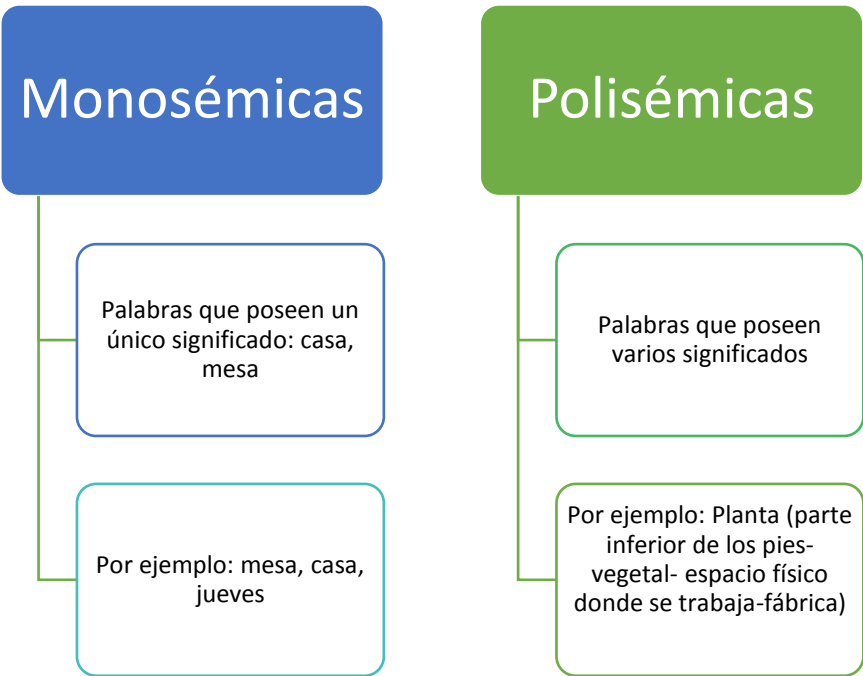 Monosémicas
Palabras que poseen un
único significado: casa,
mesa
Por ejemplo: mesa, casa,
jueves
Polisémicas
Palabras que poseen
varios significados
Por ejemplo: Planta (parte
inferior de los pies-
vegetal- espacio físico
donde se trabaja-fábrica)